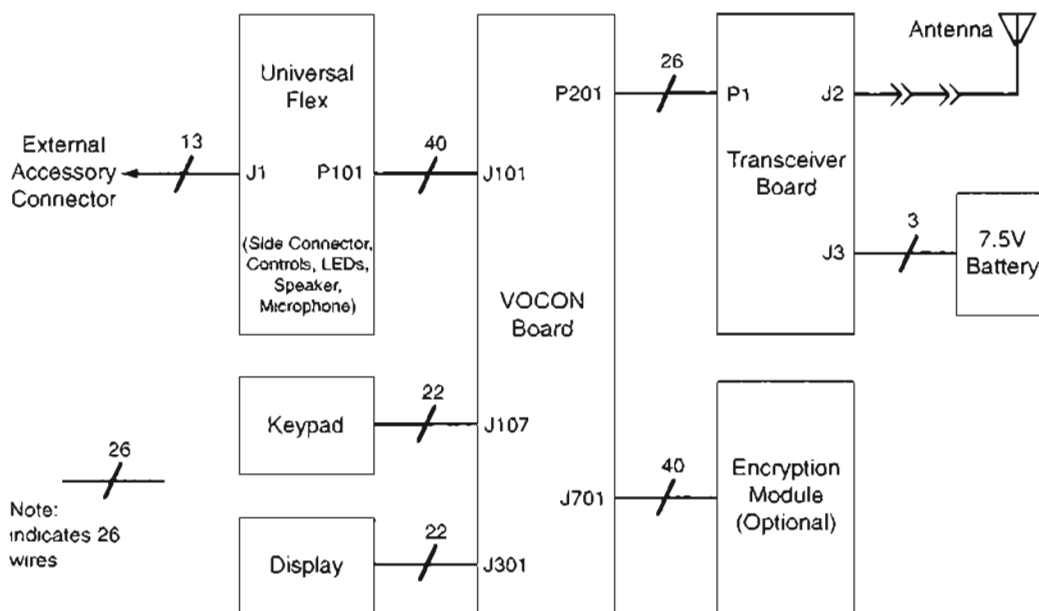 Antenna
Universal
Flex
External
Accessory
Connector
13
J1
P101
40
J101
(Side Connector,
Controls, LEDs,
Speaker,
Microphone)
P201
26
P1
J2
Transceiver
Board
J3
3
7.5V
Battery
VOCON
Board
Keypad
22
J107
26
Note:
indicates 26
wires
Display
22
J301
J701
40
Encryption
Module
(Optional)